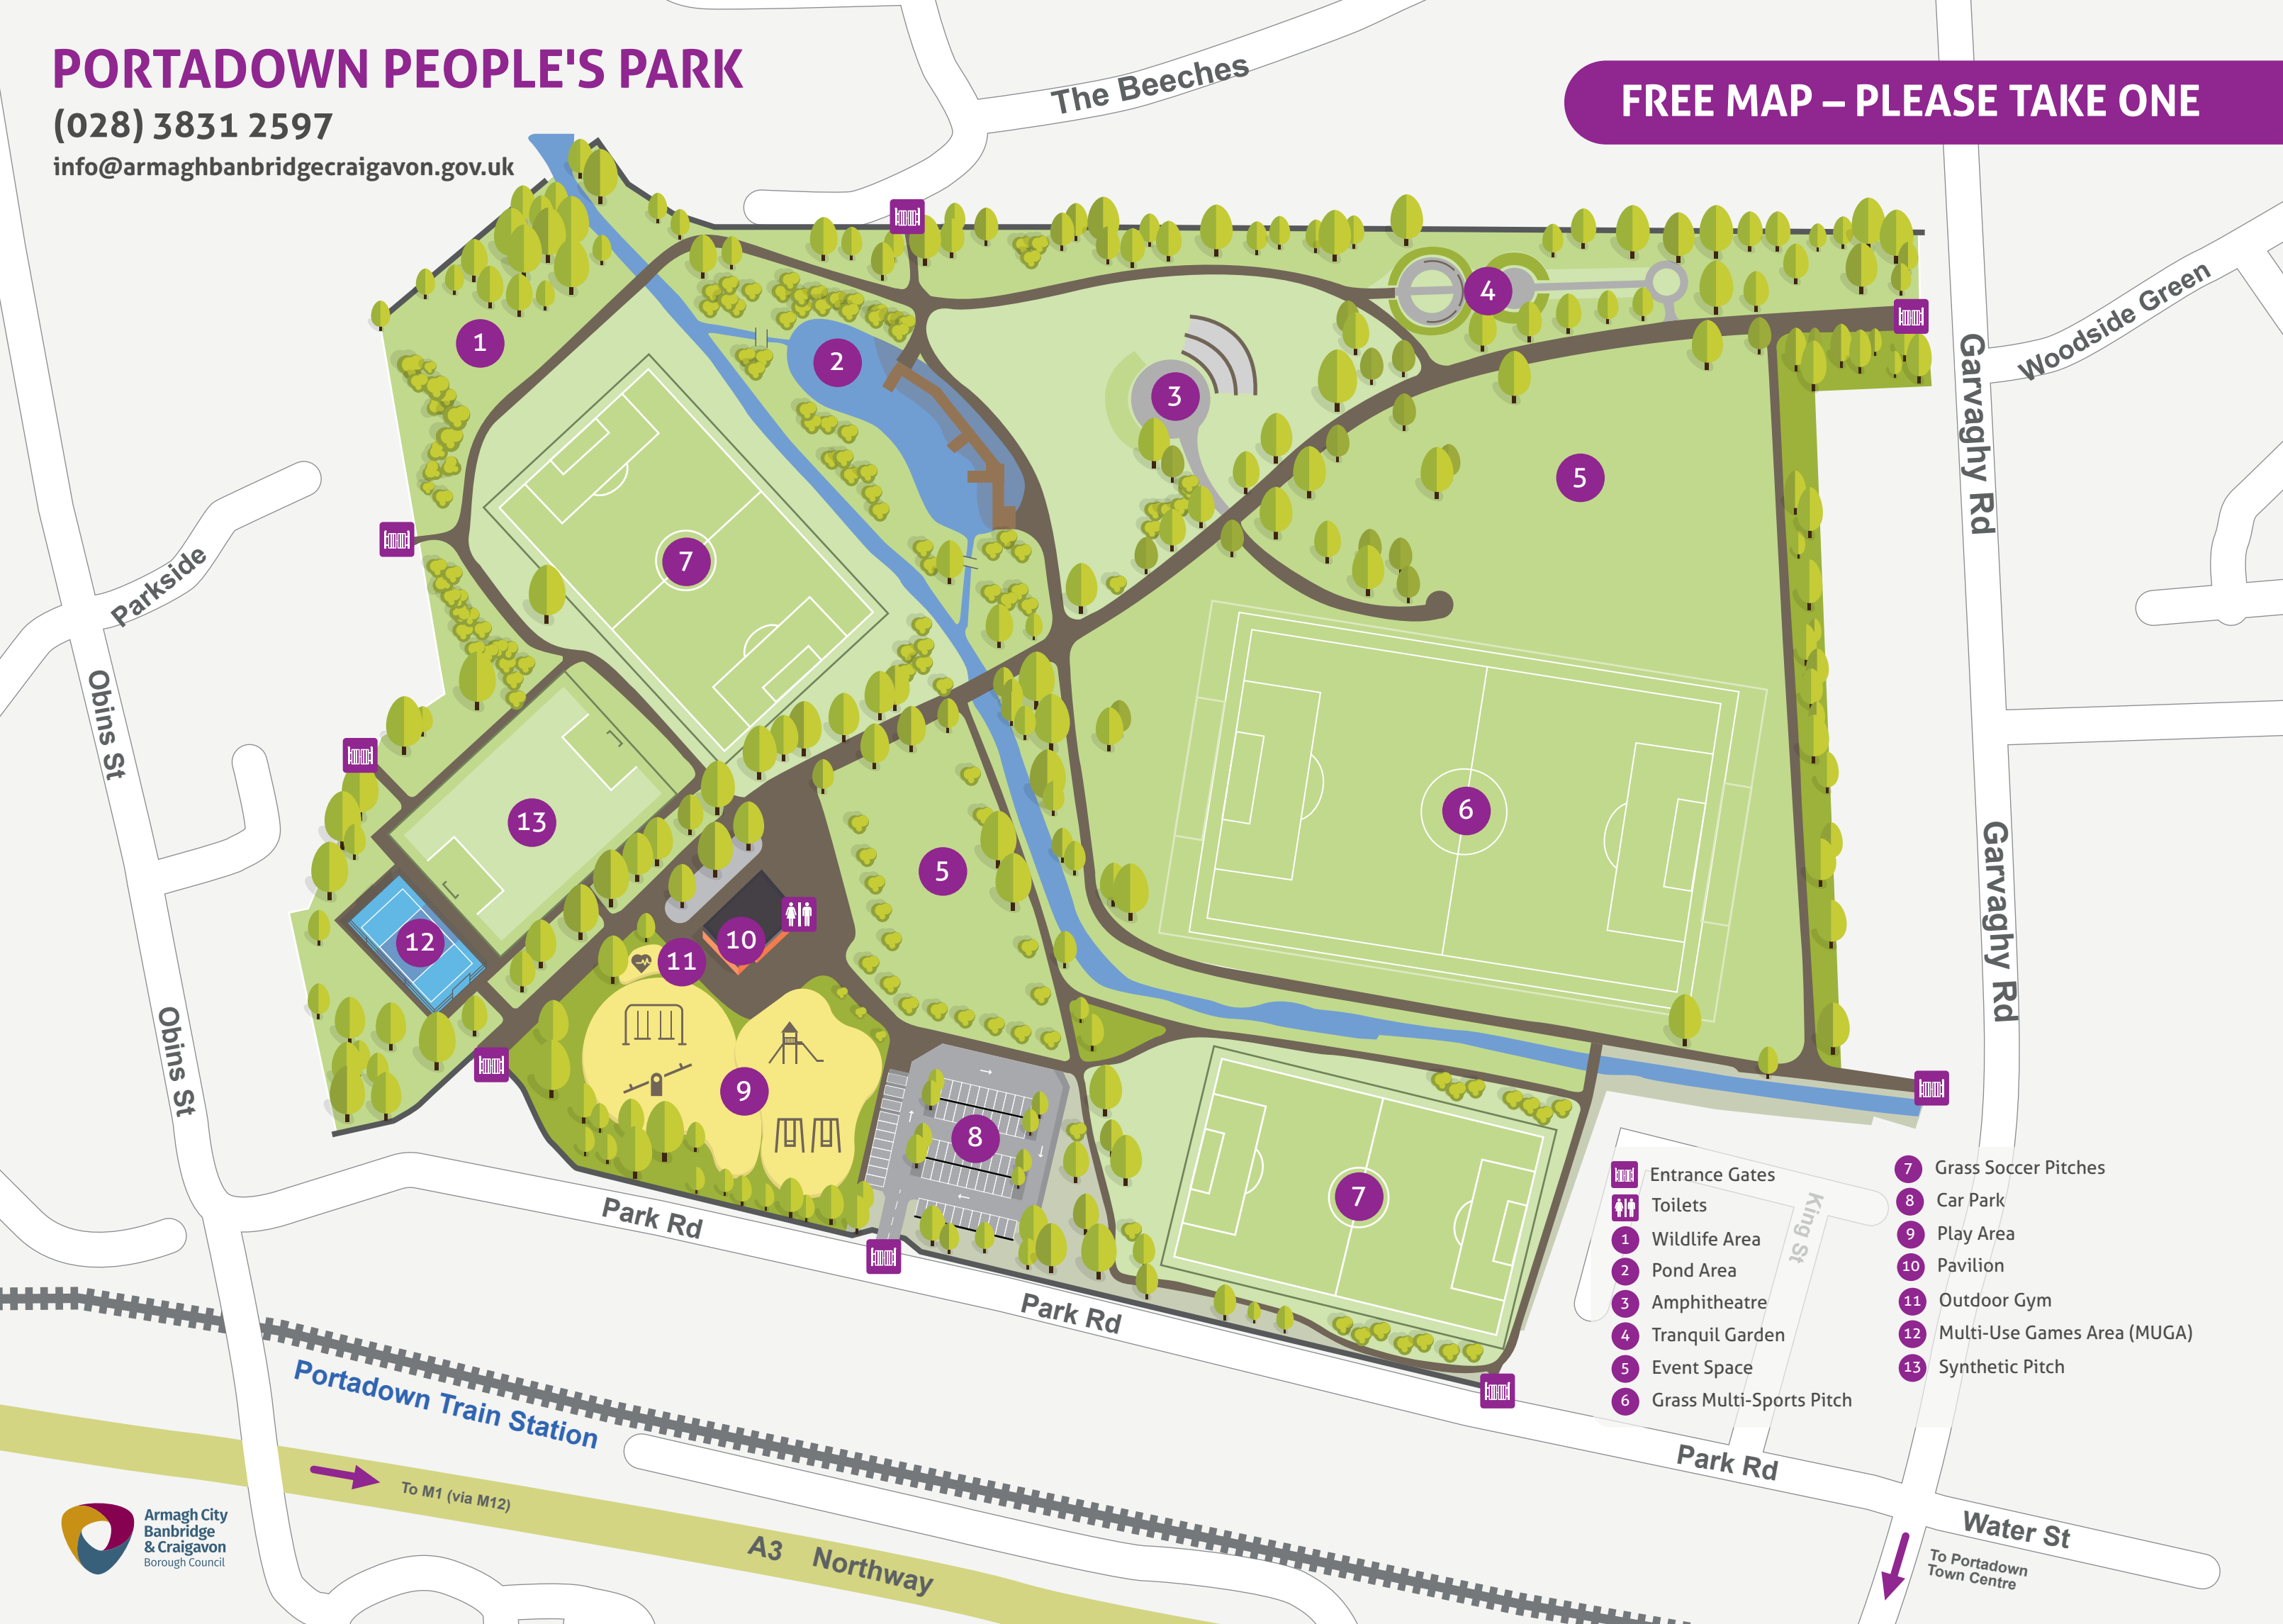 PORTADOWN PEOPLE'S PARK
(028) 3831 2597
info@armaghbanbridgecraigavon.gov.uk
FREE MAP – PLEASE TAKE ONE
The Beeches
Woodside Green
Garvaghy Rd
Garvaghy Rd
Parkside
Obins St
Obins St
1
2
3
4
5
7
6
13
5
12
10
11
9
8
7
Park Rd
Park Rd
Park Rd
King St
Water St
To Portadown
Town Centre
Portadown Train Station
To M1 (via M12)
A3 Northway
Entrance Gates
Toilets
1 Wildlife Area
2 Pond Area
3 Amphitheatre
4 Tranquil Garden
5 Event Space
6 Grass Multi-Sports Pitch
7 Grass Soccer Pitches
8 Car Park
9 Play Area
10 Pavilion
11 Outdoor Gym
12 Multi-Use Games Area (MUGA)
13 Synthetic Pitch
Armagh City
Banbridge
& Craigavon
Borough Council